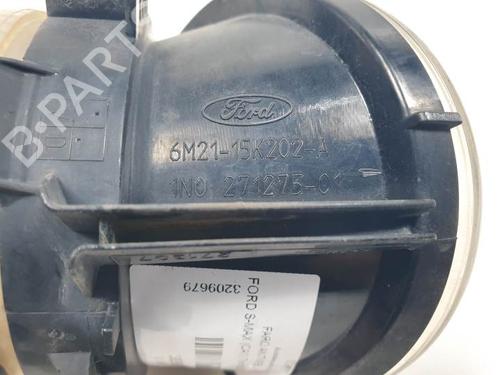 B-PARTS
Ford
6M21-15K202-A
1N0 271275-01
3209679
FORD S-MAX